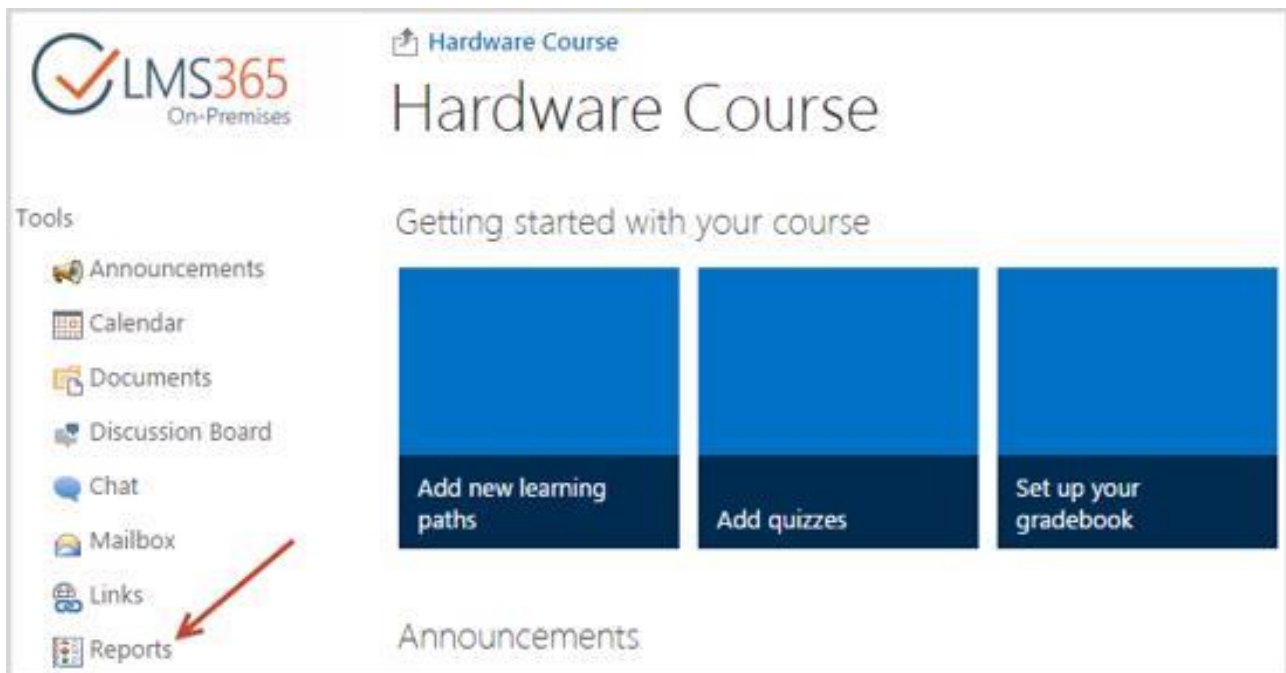 LMS365
On-Premises
Hardware Course
Hardware Course
Tools
Announcements
Calendar
Documents
Discussion Board
Chat
Mailbox
Links
Reports
Getting started with your course
Add new learning
paths
Add quizzes
Set up your
gradebook
Announcements